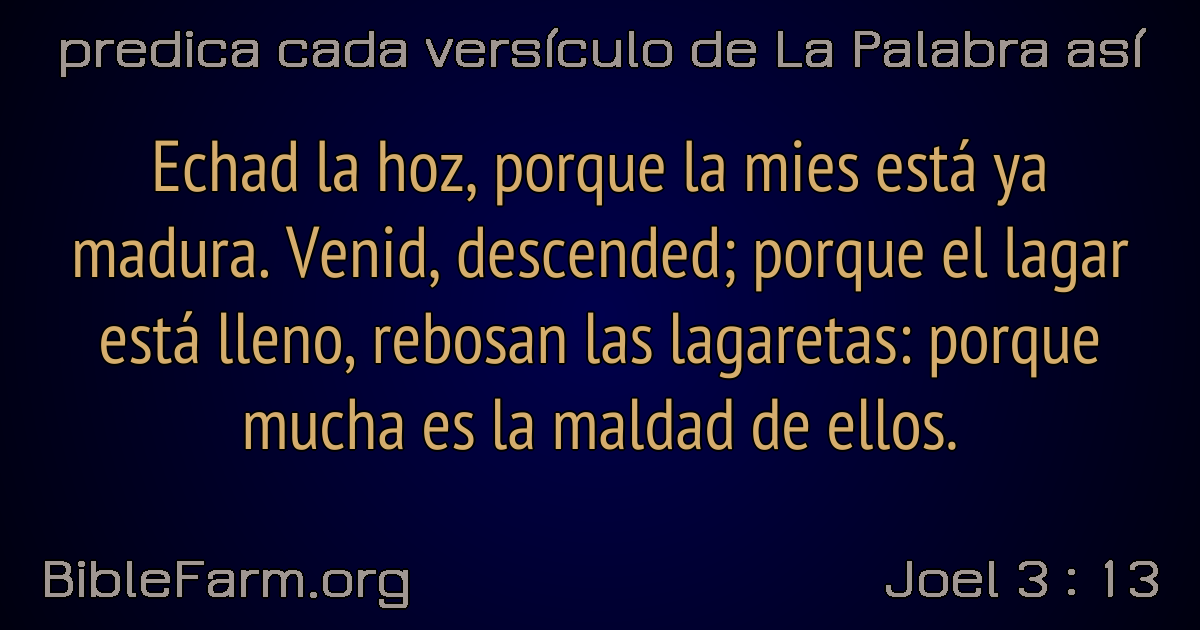 predica cada versículo de La Palabra así
Echad la hoz, porque la mies está ya
madura. Venid, descended; porque el lagar
está lleno, rebosan las lagaretas: porque
mucha es la maldad de ellos.
BibleFarm.org
Joel 3 : 13